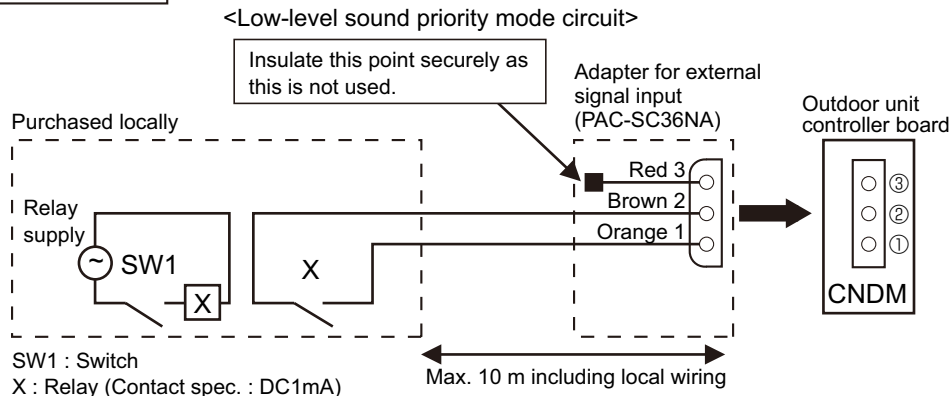 <Low-level sound priority mode circuit>
Insulate this point securely as
this is not used.
Adapter for external
signal input
(PAC-SC36NA)
Outdoor unit
controller board
Purchased locally
Red 3
Brown 2
Orange 1
③
②
①
CNDM
Relay
supply
~
SW1
X
X
SW1 : Switch
X : Relay (Contact spec. : DC1mA)
Max. 10 m including local wiring